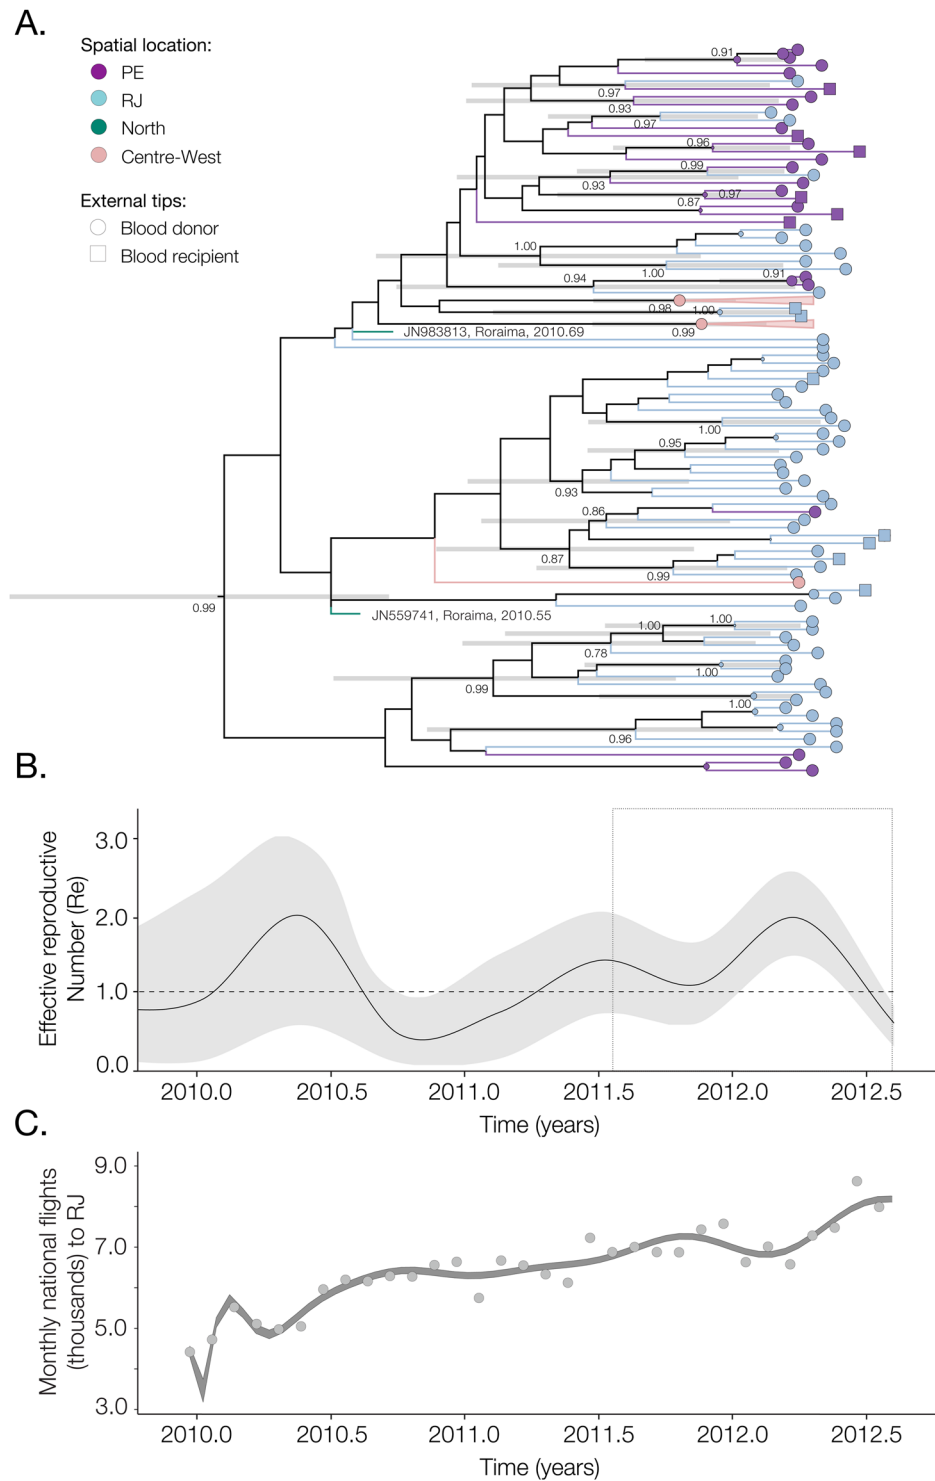 A.
Spatial location:
PE
RJ
North
Centre-West
External tips:
Blood donor
Blood recipient
0.91
0.97
0.93
0.97
0.96
0.99
0.93
0.97
0.87
1.00
1.00
0.94
0.91
0.98
1.00
0.99
JN983813, Roraima, 2010.69
1.00
0.95
0.93
0.86
0.87
0.99
0.99
JN559741, Roraima, 2010.55
1.00
1.00
0.78
1.00
0.99
1.00
0.96
B.
Effective reproductive
Number (Re)
3.0
2.0
1.0
0.0
2010.0
2010.5
2011.0
2011.5
2012.0
2012.5
Time (years)
C.
Monthly national flights
(thousands) to RJ
9.0
7.0
5.0
3.0
2010.0
2010.5
2011.0
2011.5
2012.0
2012.5
Time (years)